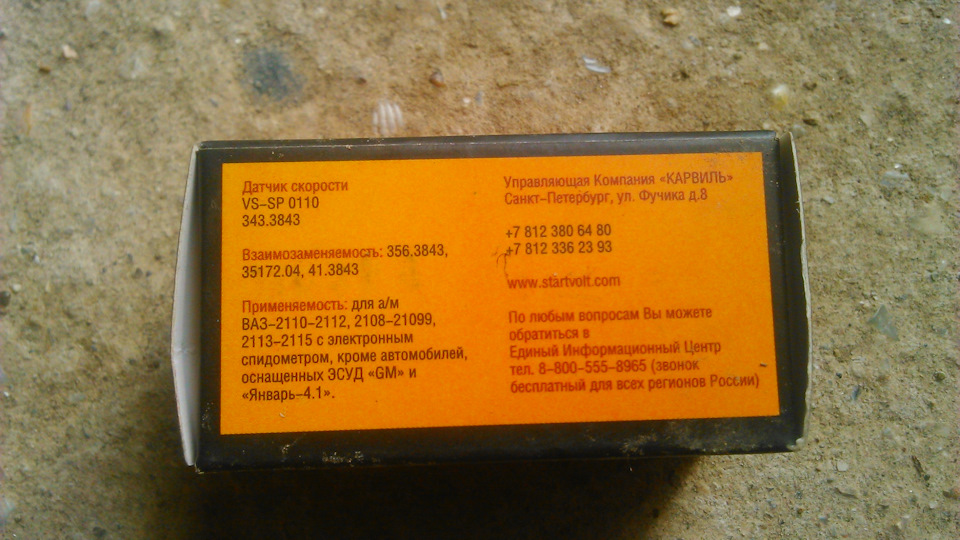 Датчик скорости
VS-SP 0110
343.3843
Взаимозаменяемость: 356.3843,
35172.04, 41.3843
Применяемость: для а/м
ВАЗ-2110-2112, 2108-21099,
2113-2115 с электронным
спидометром, кроме автомобилей,
оснащенных ЭСУД «GM» и
«Январь-4.1».
Управляющая Компания «КАРВИЛЬ»
Санкт-Петербург, ул. Фучика д.8
+7 812 380 64 80
+7 812 336 23 93
www.startvolt.com
По любым вопросам Вы можете
обратиться в
Единый Информационный Центр
тел. 8-800-555-8965 (звонок
бесплатный для всех регионов России)